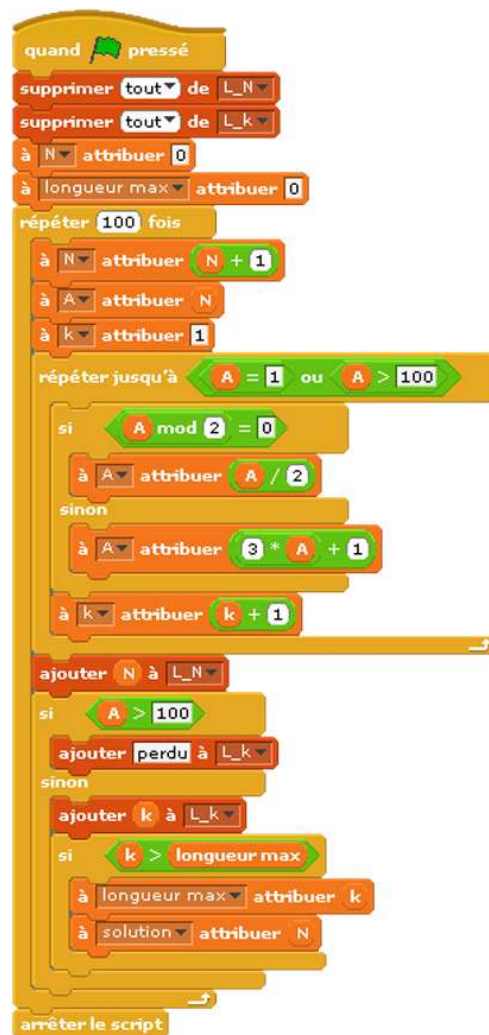 quand pressé
supprimer tout de L_N
supprimer tout de L_k
à N attribuer 0
à longueur max attribuer 0
répéter 100 fois
à N attribuer N + 1
à A attribuer N
à k attribuer 1
répéter jusqu'à A = 1 ou A > 100
si A mod 2 = 0
à A attribuer A / 2
sinon
à A attribuer 3 * A + 1
à k attribuer k + 1
ajouter N à L_N
si A > 100
ajouter perdu à L_k
sinon
ajouter k à L_k
si k > longueur max
à longueur max attribuer k
à solution attribuer N
arrêter le script